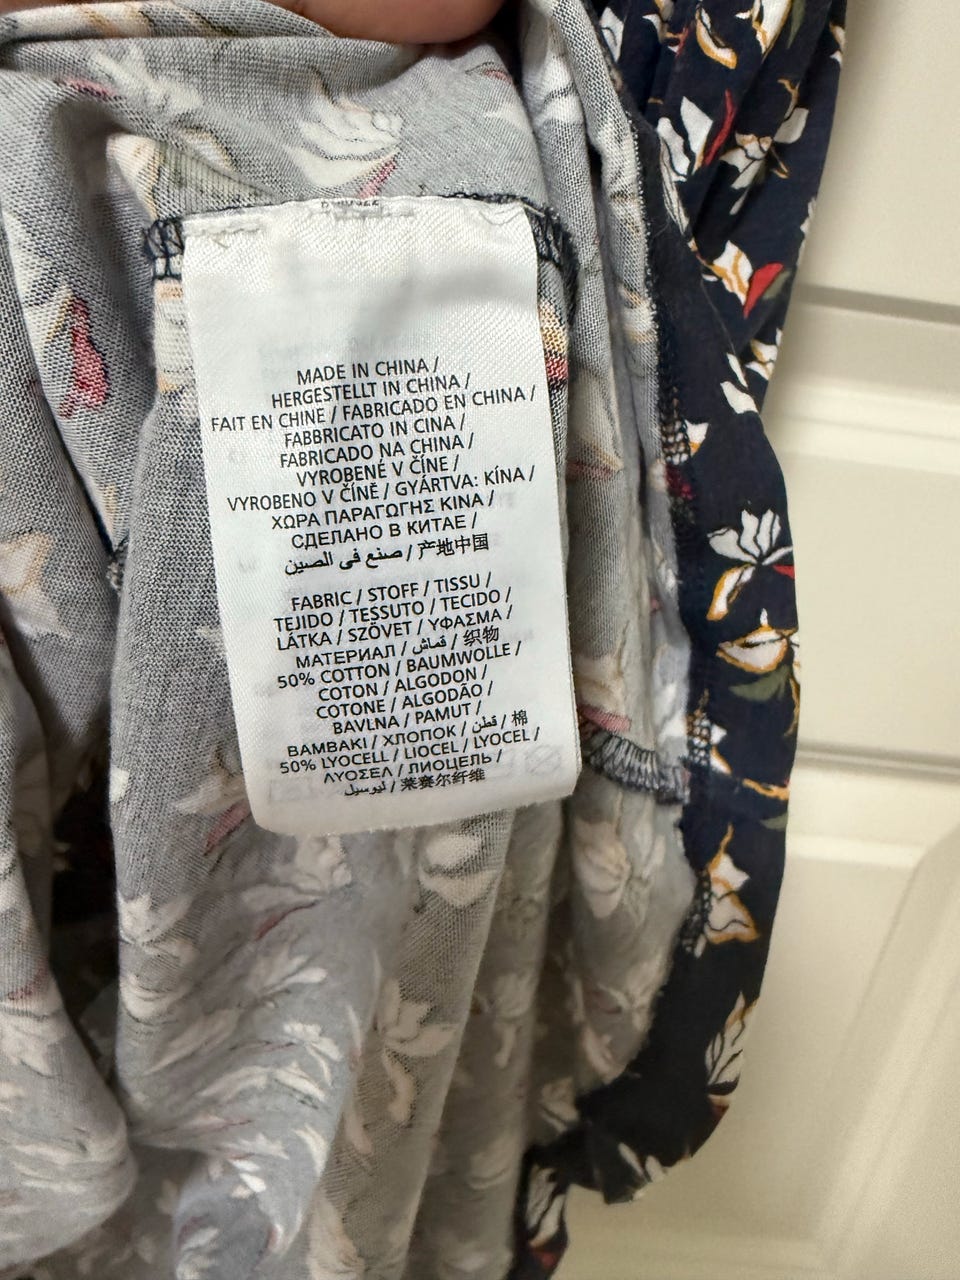 MADE IN CHINA /
HERGESTELLT IN CHINA /
FAIT EN CHINE / FABRICADO EN CHINA /
FABBRICATO IN CINA /
FABRICADO NA CHINA /
VYROBENÉ V ČÍNE /
VYROBENO V ČÍNĚ / GYÁRTVA: KÍNA /
ΧΩΡΑ ΠΑΡΑΓΩΓΗΣ ΚΙΝΑ /
СДЕЛАНО В КИТАЕ /
صنع في الصين / 产地中国
FABRIC / STOFF / TISSU /
TEJIDO / TESSUTO / TECIDO /
LÁTKA / SZÖVET / ΥΦΑΣΜΑ /
МАТЕРИАЛ / قماش / 织物
50% COTTON / BAUMWOLLE /
COTON / ALGODON /
COTONE / ALGODÃO /
BAVLNA / PAMUT /
ΒΑΜΒΑΚΙ / ХЛОПОК / قطن / 棉
50% LYOCELL / LIOCEL / LYOCEL /
ΛΥΟΣΕΛ / ЛИОЦЕЛЬ /
ليوسيل / 莱赛尔纤维